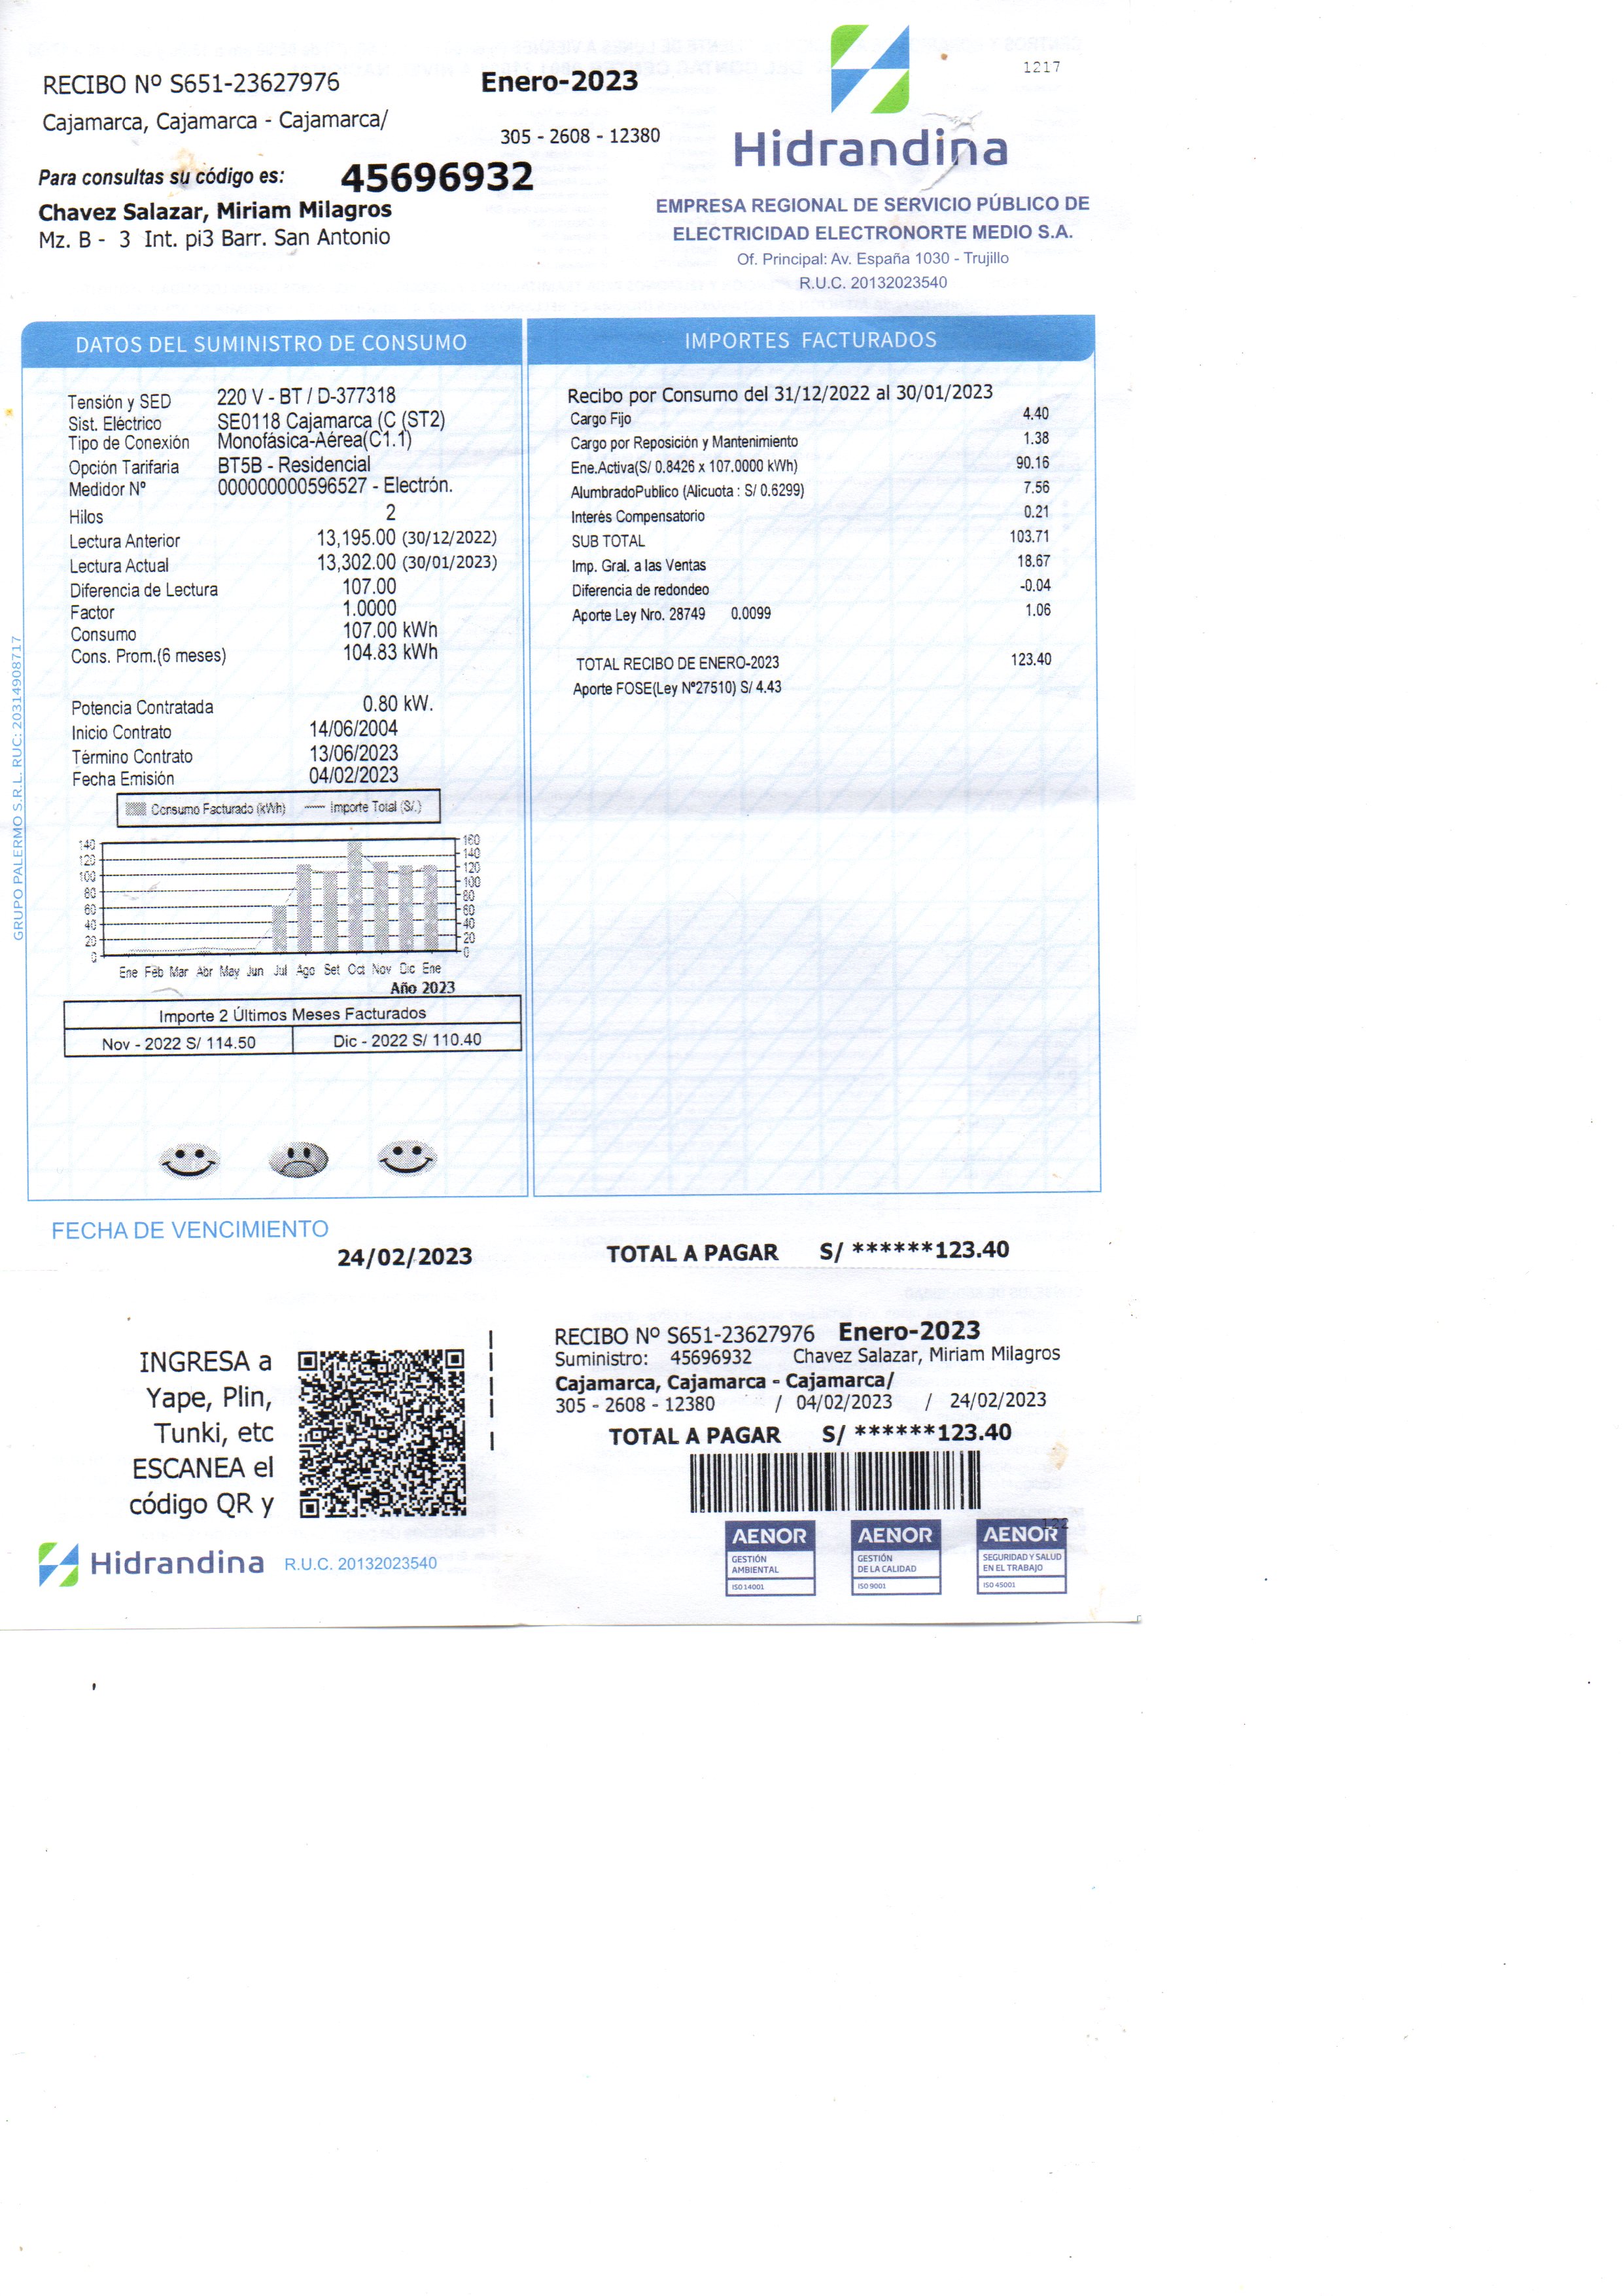 1217
RECIBO Nº S651-23627976 Enero-2023
Cajamarca, Cajamarca - Cajamarca/
305 - 2608 - 12380
Para consultas su código es: 45696932
Chavez Salazar, Miriam Milagros
Mz. B - 3 Int. pi3 Barr. San Antonio
Hidrandina
EMPRESA REGIONAL DE SERVICIO PÚBLICO DE
ELECTRICIDAD ELECTRONORTE MEDIO S.A.
Of. Principal: Av. España 1030 - Trujillo
R.U.C. 20132023540
DATOS DEL SUMINISTRO DE CONSUMO
Tensión y SED 220 V - BT / D-377318
Sist. Eléctrico SE0118 Cajamarca (C (ST2)
Tipo de Conexión Monofásica-Aérea(C1.1)
Opción Tarifaria BT5B - Residencial
Medidor Nº 000000000596527 - Electrón.
Hilos 2
Lectura Anterior 13,195.00 (30/12/2022)
Lectura Actual 13,302.00 (30/01/2023)
Diferencia de Lectura 107.00
Factor 1.0000
Consumo 107.00 kWh
Cons. Prom.(6 meses) 104.83 kWh
Potencia Contratada 0.80 kW.
Inicio Contrato 14/06/2004
Término Contrato 13/06/2023
Fecha Emisión 04/02/2023
Consumo Facturado (kWh) Importe Total (S/.)
140 160
120 140
100 120
80 100
60 80
40 60
20 40
0 20
0
Ene Feb Mar Abr May Jun Jul Ago Set Oct Nov Dic Ene
Año 2023
Importe 2 Últimos Meses Facturados
Nov - 2022 S/ 114.50 Dic - 2022 S/ 110.40
GRUPO PALERMO S.R.L. RUC: 20314908717
IMPORTES FACTURADOS
Recibo por Consumo del 31/12/2022 al 30/01/2023
Cargo Fijo 4.40
Cargo por Reposición y Mantenimiento 1.38
Ene.Activa(S/ 0.8426 x 107.0000 kWh) 90.16
AlumbradoPublico (Alicuota : S/ 0.6299) 7.56
Interés Compensatorio 0.21
SUB TOTAL 103.71
Imp. Gral. a las Ventas 18.67
Diferencia de redondeo -0.04
Aporte Ley Nro. 28749 0.0099 1.06
TOTAL RECIBO DE ENERO-2023 123.40
Aporte FOSE(Ley Nº27510) S/ 4.43
FECHA DE VENCIMIENTO
24/02/2023
TOTAL A PAGAR S/ ******123.40
INGRESA a
Yape, Plin,
Tunki, etc
ESCANEA el
código QR y
RECIBO Nº S651-23627976 Enero-2023
Suministro: 45696932 Chavez Salazar, Miriam Milagros
Cajamarca, Cajamarca - Cajamarca/
305 - 2608 - 12380 / 04/02/2023 / 24/02/2023
TOTAL A PAGAR S/ ******123.40
122
AENOR
GESTIÓN
AMBIENTAL
ISO 14001
AENOR
GESTIÓN
DE LA CALIDAD
ISO 9001
AENOR
SEGURIDAD Y SALUD
EN EL TRABAJO
ISO 45001
Hidrandina R.U.C. 20132023540